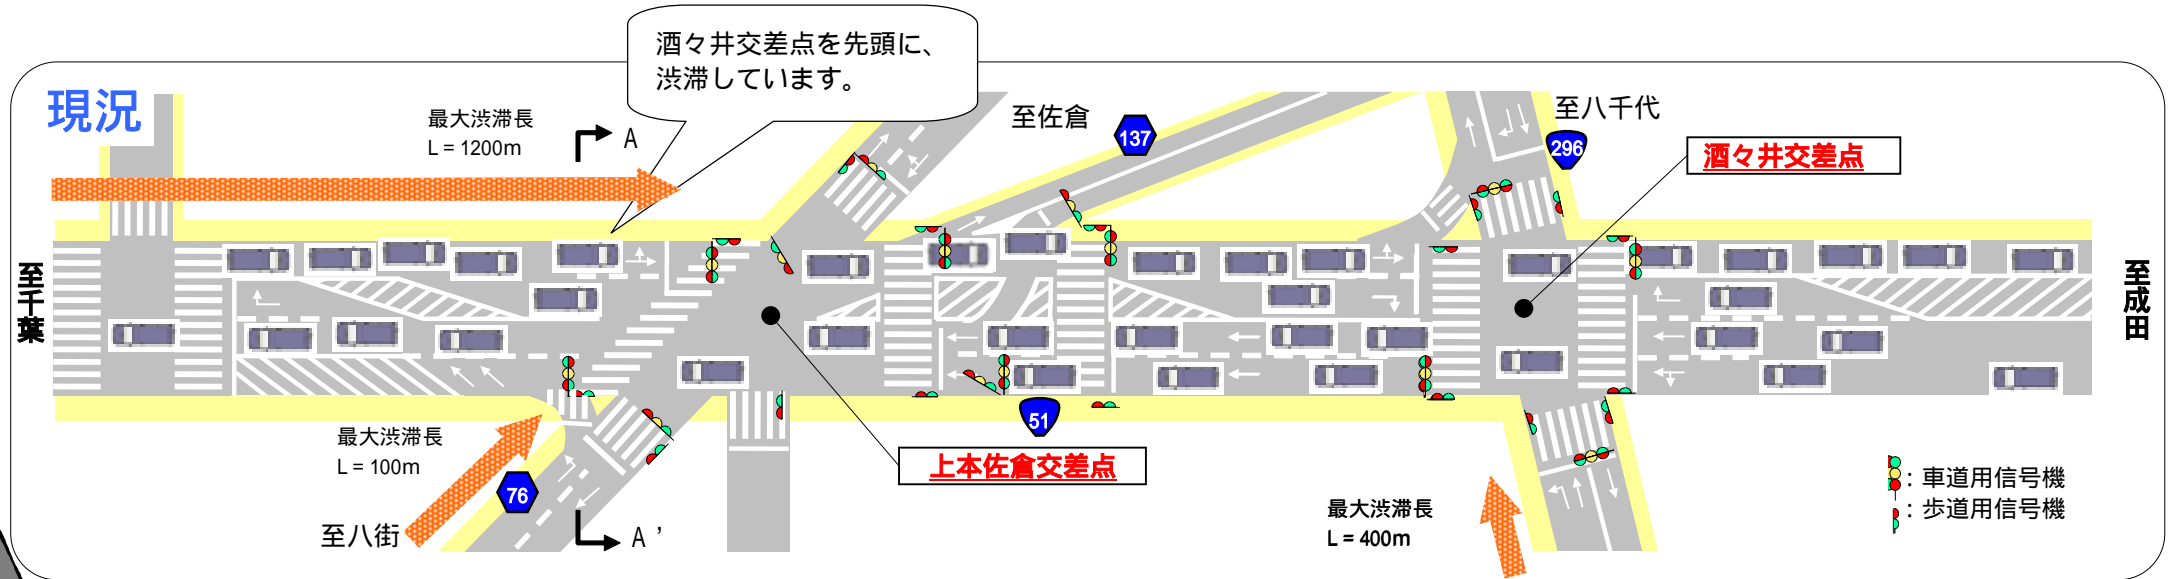 酒々井交差点を先頭に、
渋滞しています。
現況
最大渋滞長
L = 1200m
A
至佐倉
137
至八千代
296
酒々井交差点
至千葉
至成田
最大渋滞長
L = 100m
51
上本佐倉交差点
76
至八街
A '
最大渋滞長
L = 400m
：車道用信号機
：歩道用信号機